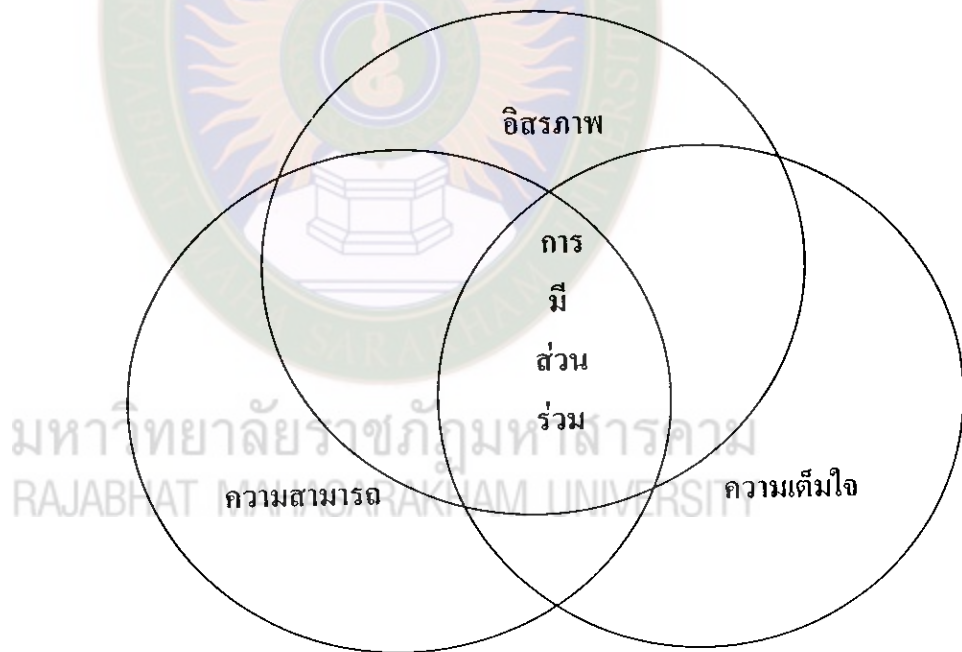 อิสรภาพ
การ
มี
ส่วน
ร่วม
ความสามารถ
ความเต็มใจ
มหาวิทยาลัยราชภัฏมหาสารคาม
RAJABHAT MAHASARAKHAM UNIVERSITY